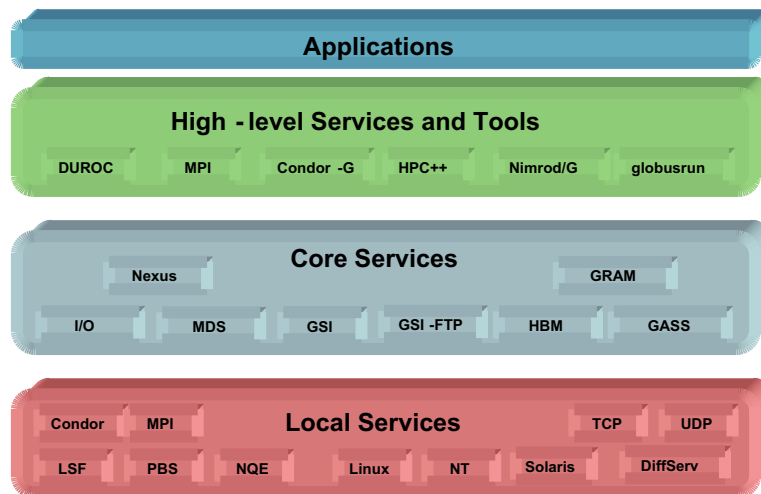 Applications
High - level Services and Tools
DUROC MPI Condor -G HPC++ Nimrod/G globusrun
Core Services
Nexus GRAM
I/O MDS GSI GSI -FTP HBM GASS
Local Services
Condor MPI TCP UDP
LSF PBS NQE Linux NT Solaris DiffServ